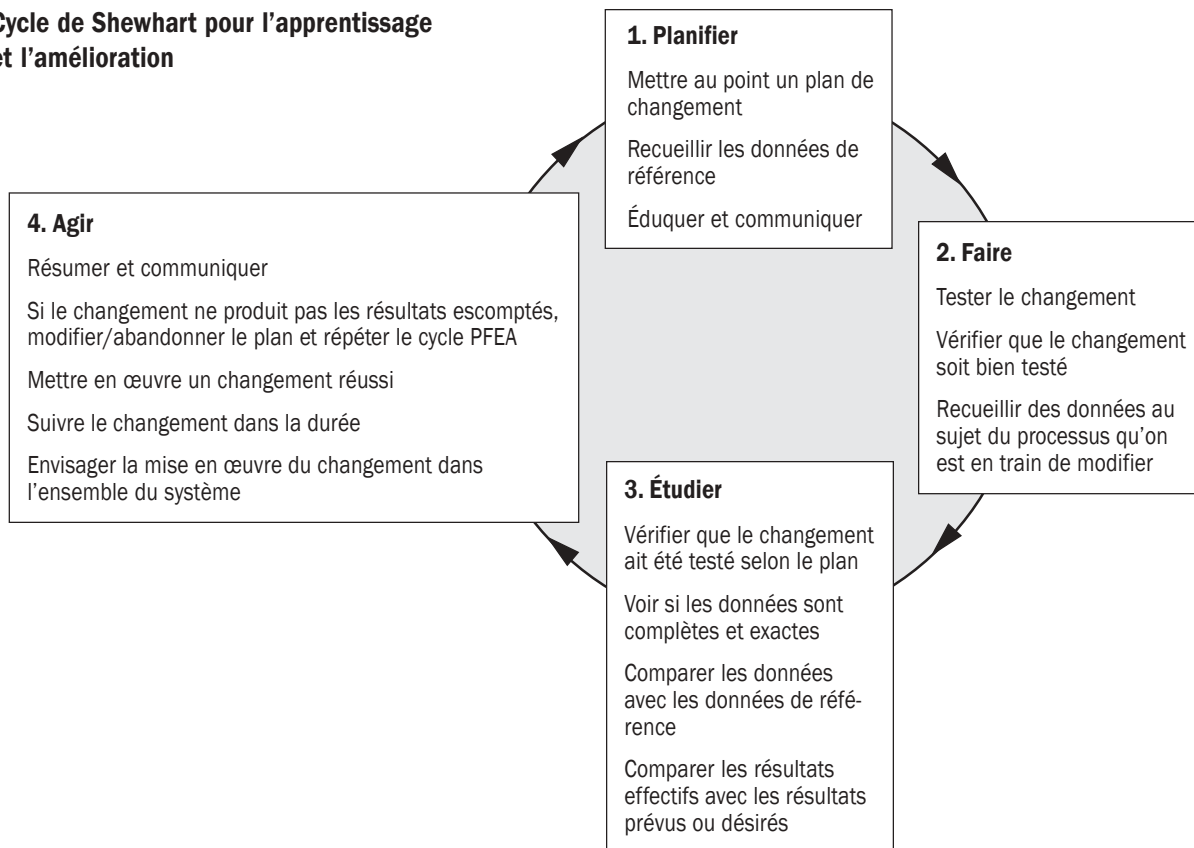 Cycle de Shewhart pour l'apprentissage
et l'amélioration
1. Planifier
Mettre au point un plan de
changement
Recueillir les données de
référence
Éduquer et communiquer
2. Faire
Tester le changement
Vérifier que le changement
soit bien testé
Recueillir des données au
sujet du processus qu'on
est en train de modifier
3. Étudier
Vérifier que le changement
ait été testé selon le plan
Voir si les données sont
complètes et exactes
Comparer les données
avec les données de réfé-
rence
Comparer les résultats
effectifs avec les résultats
prévus ou désirés
4. Agir
Résumer et communiquer
Si le changement ne produit pas les résultats escomptés,
modifier/abandonner le plan et répéter le cycle PFEA
Mettre en œuvre un changement réussi
Suivre le changement dans la durée
Envisager la mise en œuvre du changement dans
l'ensemble du système